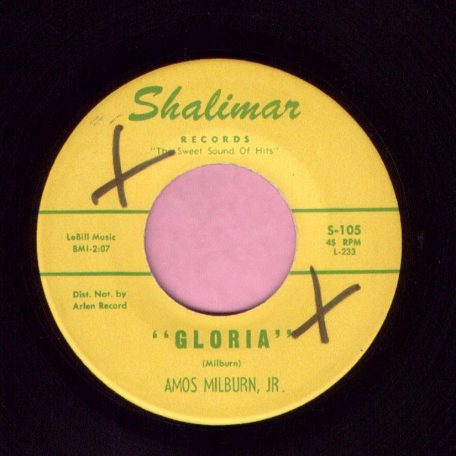 Shalimar
RECORDS
"The Sweet Sound Of Hits"
LeBill Music
BMI-2:07
S-105
45 RPM
L-233
Dist. Nat. by
Arlen Record
"GLORIA"
(Milburn)
AMOS MILBURN, JR.
X
X